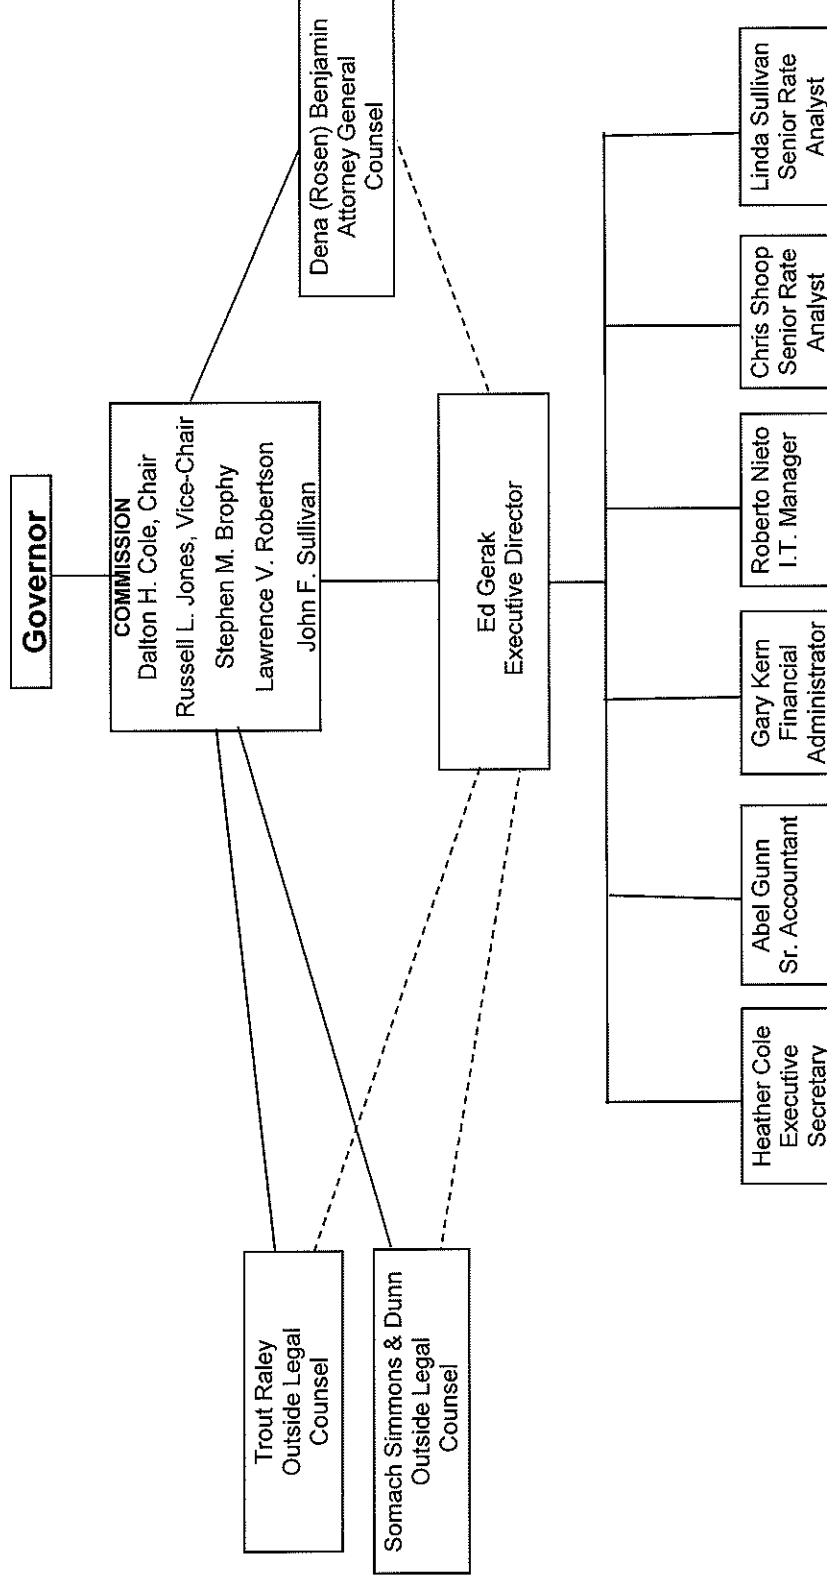 Governor
COMMISSION
Dalton H. Cole, Chair
Russell L. Jones, Vice-Chair
Stephen M. Brophy
Lawrence V. Robertson
John F. Sullivan
Dena (Rosen) Benjamin
Attorney General
Counsel
Trout Raley
Outside Legal
Counsel
Somach Simmons & Dunn
Outside Legal
Counsel
Ed Gerak
Executive Director
Heather Cole
Executive
Secretary
Abel Gunn
Sr. Accountant
Gary Kern
Financial
Administrator
Roberto Nieto
I.T. Manager
Chris Shoop
Senior Rate
Analyst
Linda Sullivan
Senior Rate
Analyst